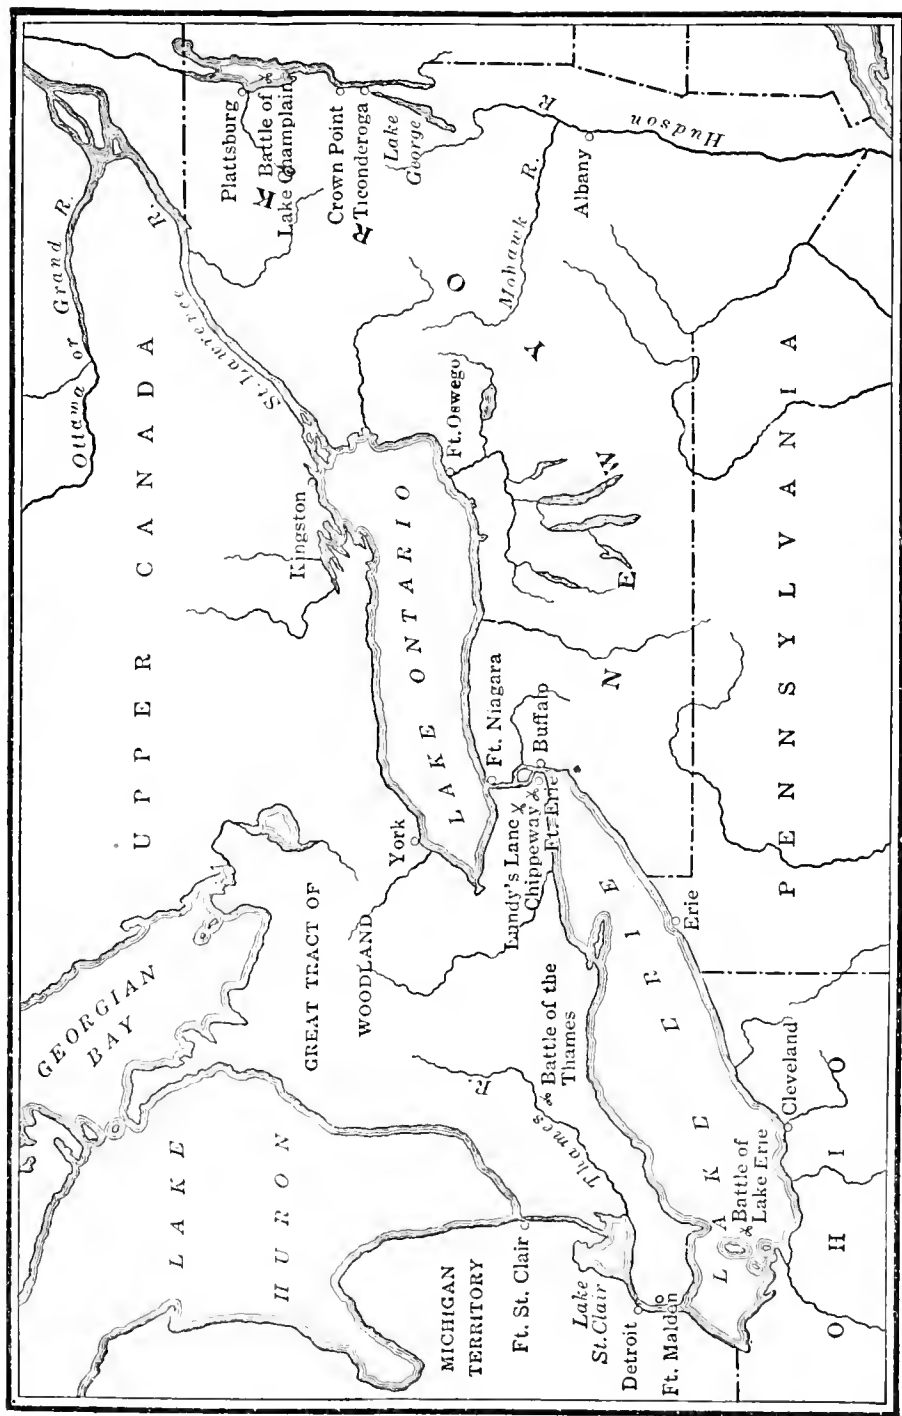 Ottawa or Grand R.
UPPER CANADA
St. Lawrence R.
Plattsburg
Battle of
Lake Champlain
Crown Point
Ticonderoga
Lake
George
Hudson R.
Mohawk R.
Albany
NEW YORK
PENNSYLVANIA
Kingston
LAKE ONTARIO
Ft. Oswego
York
Ft. Niagara
Buffalo
Lundy's Lane
Chippeway
Ft. Erie
GEORGIAN
BAY
GREAT TRACT OF
WOODLAND
LAKE
HURON
Thames R.
Battle of the
Thames
LAKE ERIE
Erie
Cleveland
Battle of
Lake Erie
OHIO
MICHIGAN
TERRITORY
Ft. St. Clair
Lake
St. Clair
Detroit
Ft. Malden